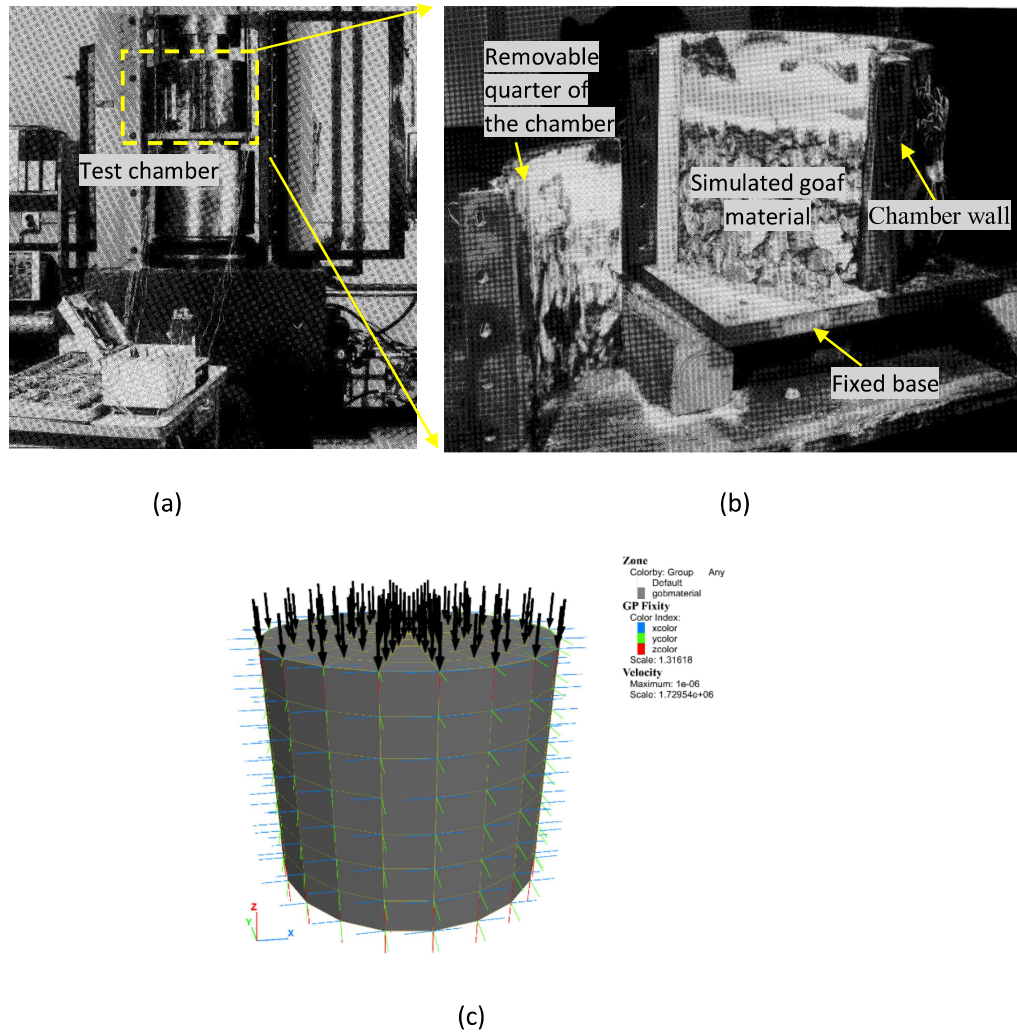 Test chamber
(a)
Removable
quarter of
the chamber
Simulated goaf
material
Chamber wall
Fixed base
(b)
Zone
Colorby: Group Any
Default
gobmaterial
GP Fixity
Color Index:
xcolor
ycolor
zcolor
Scale: 1.31618
Velocity
Maximum: 1e-06
Scale: 1.72954e+06
Z
Y
X
(c)